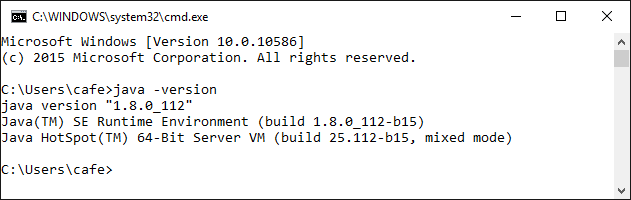 C:\WINDOWS\system32\cmd.exe
Microsoft Windows [Version 10.0.10586]
(c) 2015 Microsoft Corporation. All rights reserved.
C:\Users\cafe>java -version
java version "1.8.0_112"
Java(TM) SE Runtime Environment (build 1.8.0_112-b15)
Java HotSpot(TM) 64-Bit Server VM (build 25.112-b15, mixed mode)
C:\Users\cafe>